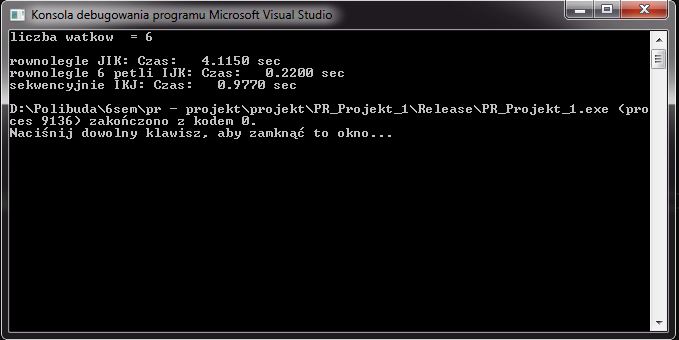 Konsola debugowania programu Microsoft Visual Studio
liczba watkow  = 6
rownolegle JIK: Czas:   4.1150 sec
rownolegle 6 petli IJK: Czas:   0.2200 sec
sekwencyjnie IKJ: Czas:   0.9770 sec
D:\Polibuda\6sem\pr - projekt\projekt\PR_Projekt_1\Release\PR_Projekt_1.exe (pro
ces 9136) zakończono z kodem 0.
Naciśnij dowolny klawisz, aby zamknąć to okno...